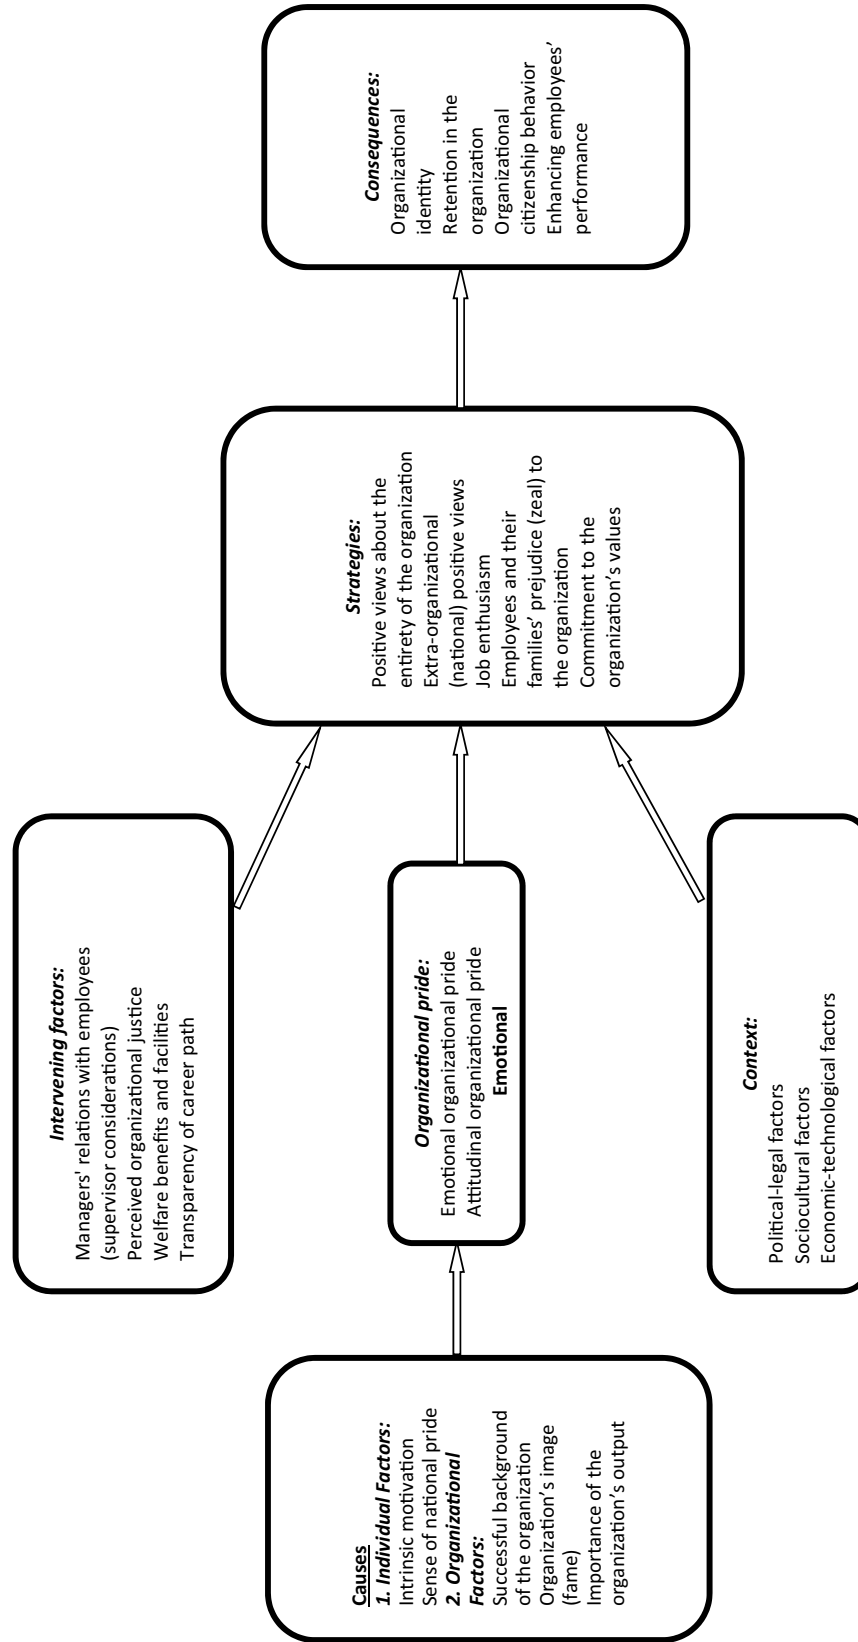 Causes
1. Individual Factors:
Intrinsic motivation
Sense of national pride
2. Organizational
Factors:
Successful background
of the organization
Organization’s image
(fame)
Importance of the
organization’s output
Intervening factors:
Managers' relations with employees
(supervisor considerations)
Perceived organizational justice
Welfare benefits and facilities
Transparency of career path
Organizational pride:
Emotional organizational pride
Attitudinal organizational pride
Emotional
Context:
Political-legal factors
Sociocultural factors
Economic-technological factors
Strategies:
Positive views about the
entirety of the organization
Extra-organizational
(national) positive views
Job enthusiasm
Employees and their
families’ prejudice (zeal) to
the organization
Commitment to the
organization’s values
Consequences:
Organizational
identity
Retention in the
organization
Organizational
citizenship behavior
Enhancing employees’
performance